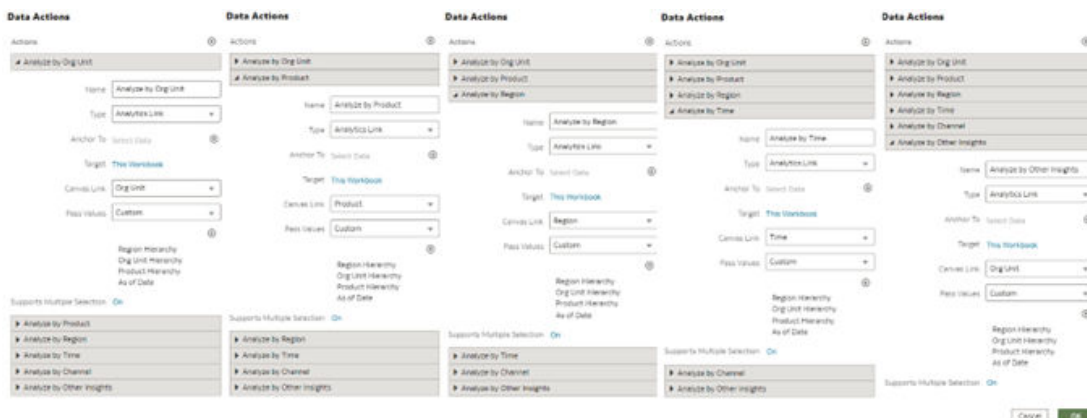 Data Actions
Actions
Analyze by Org Unit
Name Analyze by Org Unit
Type Analytics Link
Anchor To Select Data
Target This Workbook
Canvas Link Org Unit
Pass Values Custom
Region Hierarchy
Org Unit Hierarchy
Product Hierarchy
As of Date
Supports Multiple Selection On
Analyze by Product
Analyze by Region
Analyze by Time
Analyze by Channel
Analyze by Other Insights
Data Actions
Actions
Analyze by Org Unit
Analyze by Product
Name Analyze by Product
Type Analytics Link
Anchor To Select Data
Target This Workbook
Canvas Link Product
Pass Values Custom
Region Hierarchy
Org Unit Hierarchy
Product Hierarchy
As of Date
Supports Multiple Selection On
Analyze by Region
Analyze by Time
Analyze by Channel
Analyze by Other Insights
Data Actions
Actions
Analyze by Org Unit
Analyze by Product
Analyze by Region
Name Analyze by Region
Type Analytics Link
Anchor To Select Data
Target This Workbook
Canvas Link Region
Pass Values Custom
Region Hierarchy
Org Unit Hierarchy
Product Hierarchy
As of Date
Supports Multiple Selection On
Analyze by Time
Analyze by Channel
Analyze by Other Insights
Data Actions
Actions
Analyze by Org Unit
Analyze by Product
Analyze by Region
Analyze by Time
Name Analyze by Time
Type Analytics Link
Anchor To Select Data
Target This Workbook
Canvas Link Time
Pass Values Custom
Region Hierarchy
Org Unit Hierarchy
Product Hierarchy
As of Date
Supports Multiple Selection On
Analyze by Channel
Analyze by Other Insights
Data Actions
Actions
Analyze by Org Unit
Analyze by Product
Analyze by Region
Analyze by Time
Analyze by Channel
Analyze by Other Insights
Name Analyze by Other Insights
Type Analytics Link
Anchor To Select Data
Target This Workbook
Canvas Link Org Unit
Pass Values Custom
Region Hierarchy
Org Unit Hierarchy
Product Hierarchy
As of Date
Supports Multiple Selection On
Cancel OK